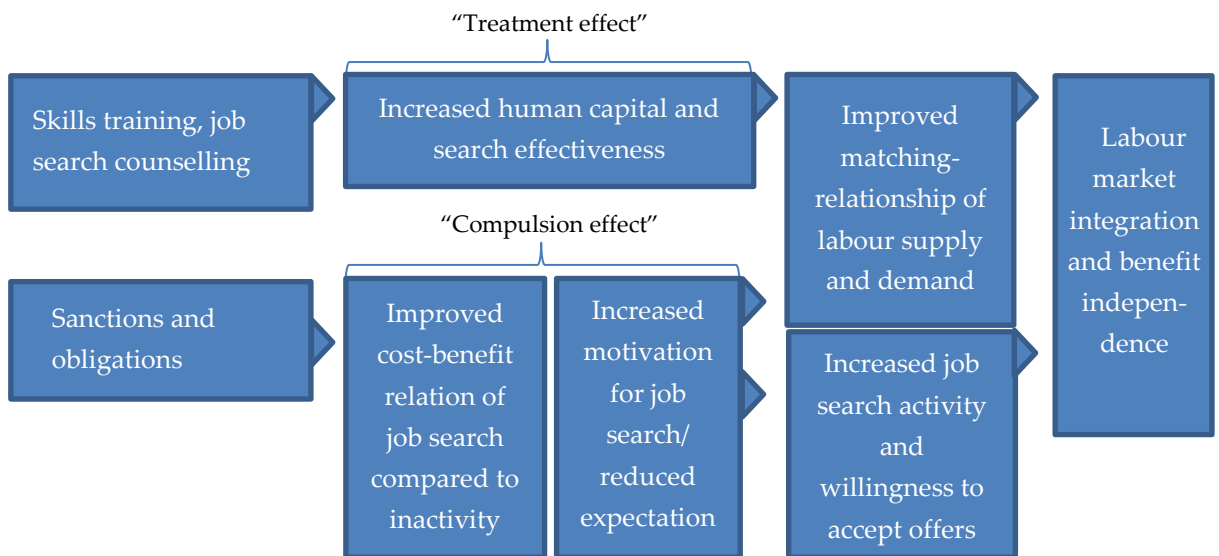 “Treatment effect”
Skills training, job
search counselling
Increased human capital and
search effectiveness
Improved
matching-
relationship of
labour supply
and demand
Labour
market
integration
and benefit
indepen-
dence
“Compulsion effect”
Sanctions and
obligations
Improved
cost-benefit
relation of
job search
compared to
inactivity
Increased
motivation
for job
search/
reduced
expectation
Increased job
search activity
and
willingness to
accept offers